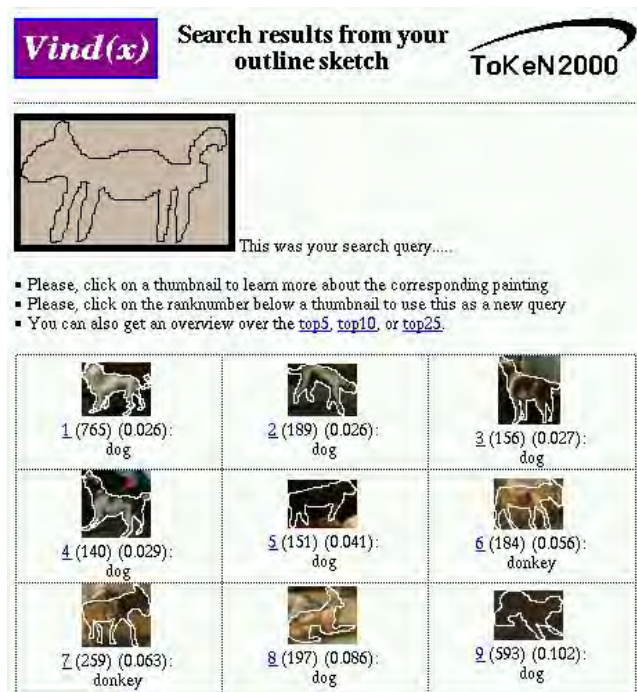 Vind(x)
Search results from your
outline sketch
ToKeN2000
This was your search query.....
▪ Please, click on a thumbnail to learn more about the corresponding painting
▪ Please, click on the ranknumber below a thumbnail to use this as a new query
▪ You can also get an overview over the top5, top10, or top25.
1 (765) (0.026):
dog
2 (189) (0.026):
dog
3 (156) (0.027):
dog
4 (140) (0.029):
dog
5 (151) (0.041):
dog
6 (184) (0.056):
donkey
7 (259) (0.063):
donkey
8 (197) (0.086):
dog
9 (593) (0.102):
dog